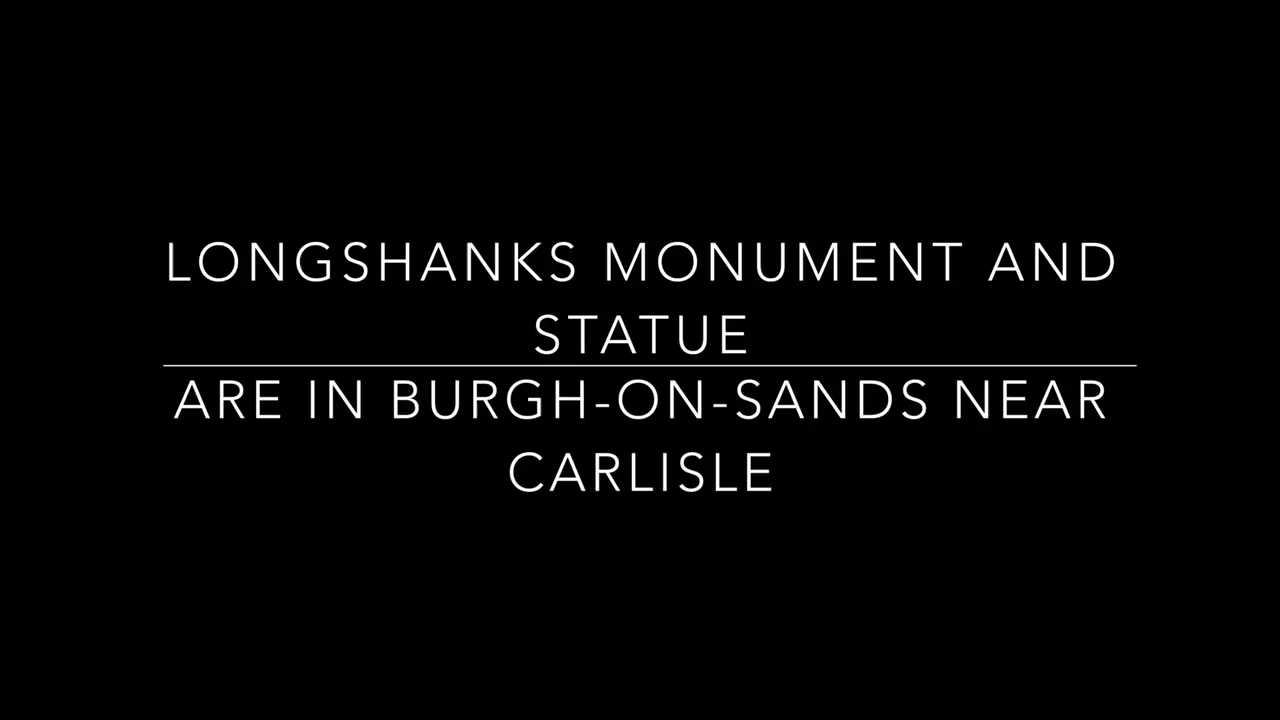 LONGSHANKS MONUMENT AND
STATUE
ARE IN BURGH-ON-SANDS NEAR
CARLISLE